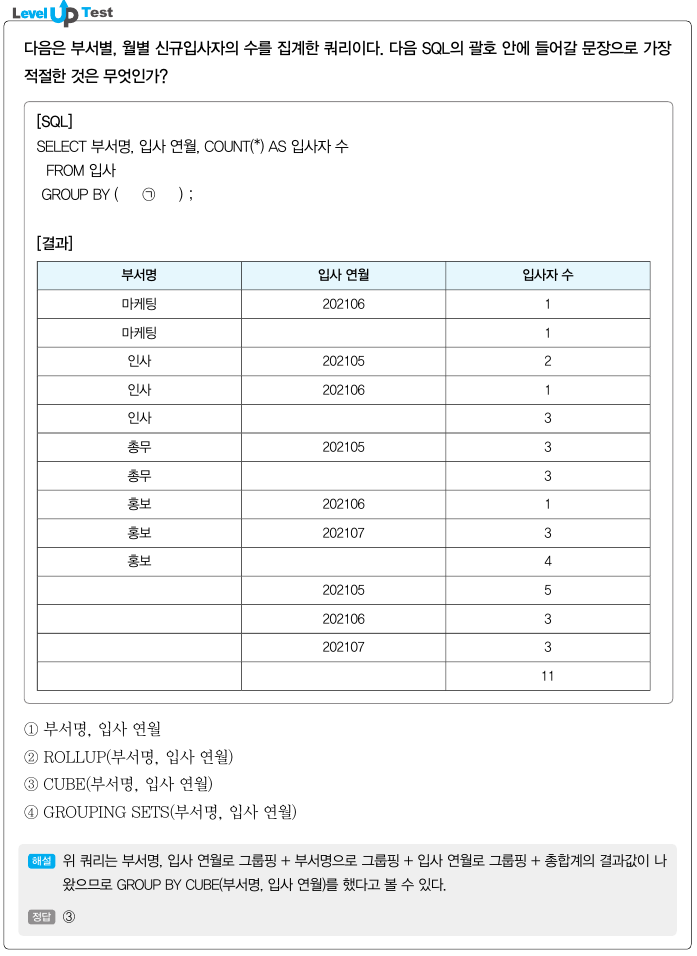 Level Up Test
다음은 부서별, 월별 신규입사자의 수를 집계한 쿼리이다. 다음 SQL의 괄호 안에 들어갈 문장으로 가장
적절한 것은 무엇인가?
[SQL]
SELECT 부서명, 입사 연월, COUNT(*) AS 입사자 수
FROM 입사
GROUP BY ( ㉠ ) ;
[결과]
부서명 입사 연월 입사자 수
마케팅 202106 1
마케팅 1
인사 202105 2
인사 202106 1
인사 3
총무 202105 3
총무 3
홍보 202106 1
홍보 202107 3
홍보 4
202105 5
202106 3
202107 3
11
① 부서명, 입사 연월
② ROLLUP(부서명, 입사 연월)
③ CUBE(부서명, 입사 연월)
④ GROUPING SETS(부서명, 입사 연월)
해설 위 쿼리는 부서명, 입사 연월로 그룹핑 + 부서명으로 그룹핑 + 입사 연월로 그룹핑 + 총합계의 결과값이 나
왔으므로 GROUP BY CUBE(부서명, 입사 연월)를 했다고 볼 수 있다.
정답 ③